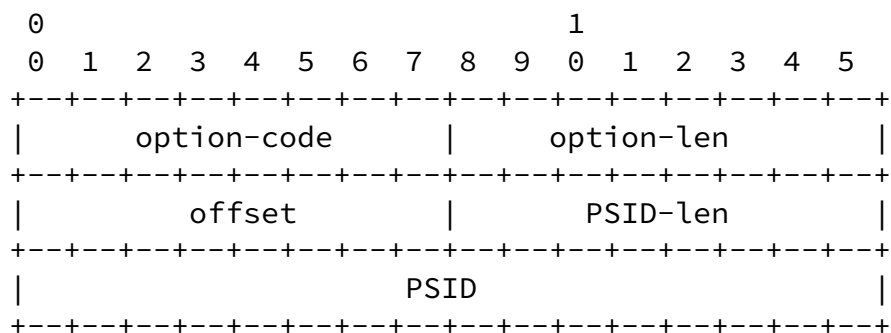 0                             1
0  1  2  3  4  5  6  7  8  9  0  1  2  3  4  5
+--+--+--+--+--+--+--+--+--+--+--+--+--+--+--+--+
|      option-code      |     option-len        |
+--+--+--+--+--+--+--+--+--+--+--+--+--+--+--+--+
|         offset        |       PSID-len        |
+--+--+--+--+--+--+--+--+--+--+--+--+--+--+--+--+
|                     PSID                      |
+--+--+--+--+--+--+--+--+--+--+--+--+--+--+--+--+